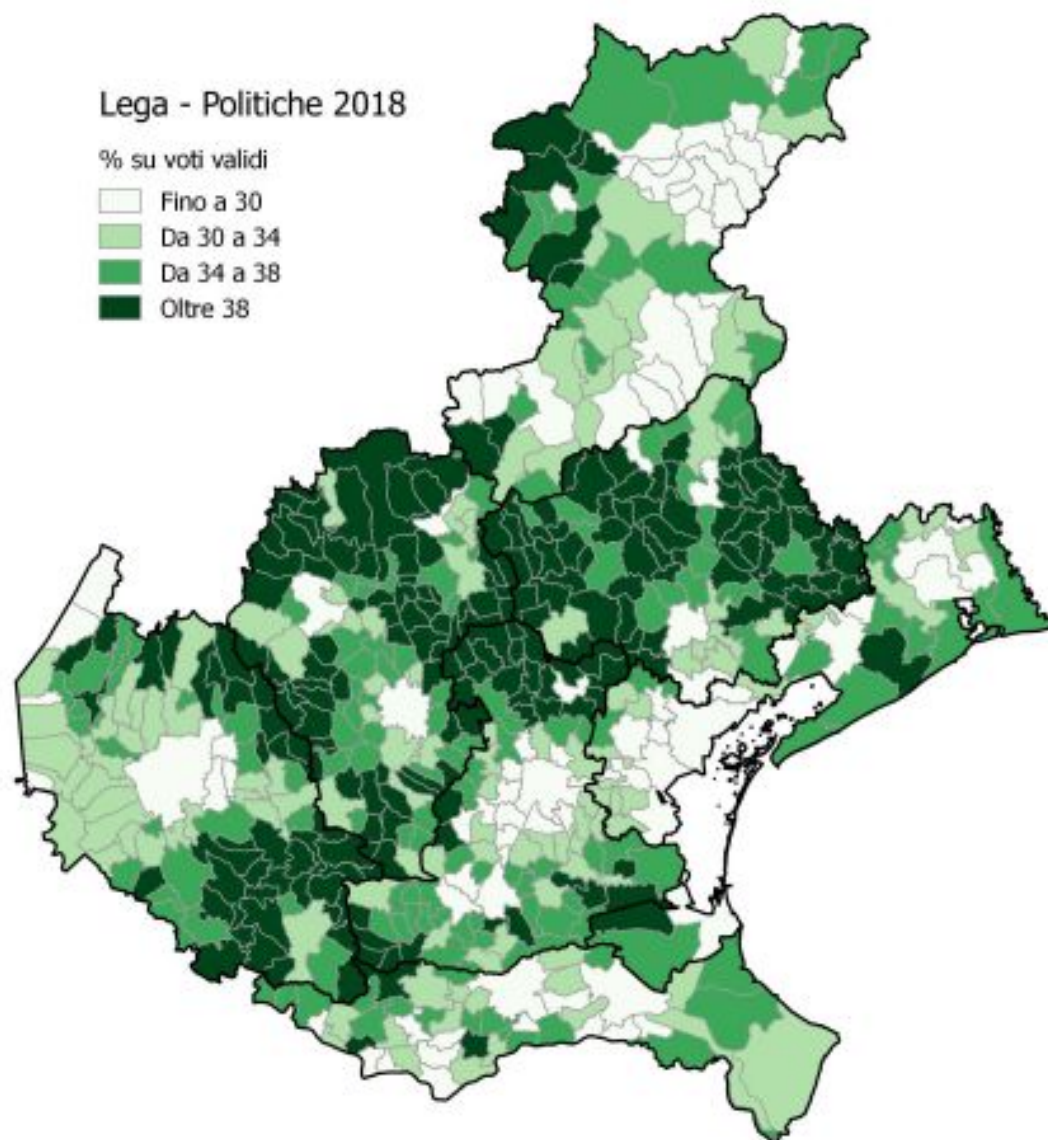 Lega - Politiche 2018
% su voti validi
Fino a 30
Da 30 a 34
Da 34 a 38
Oltre 38